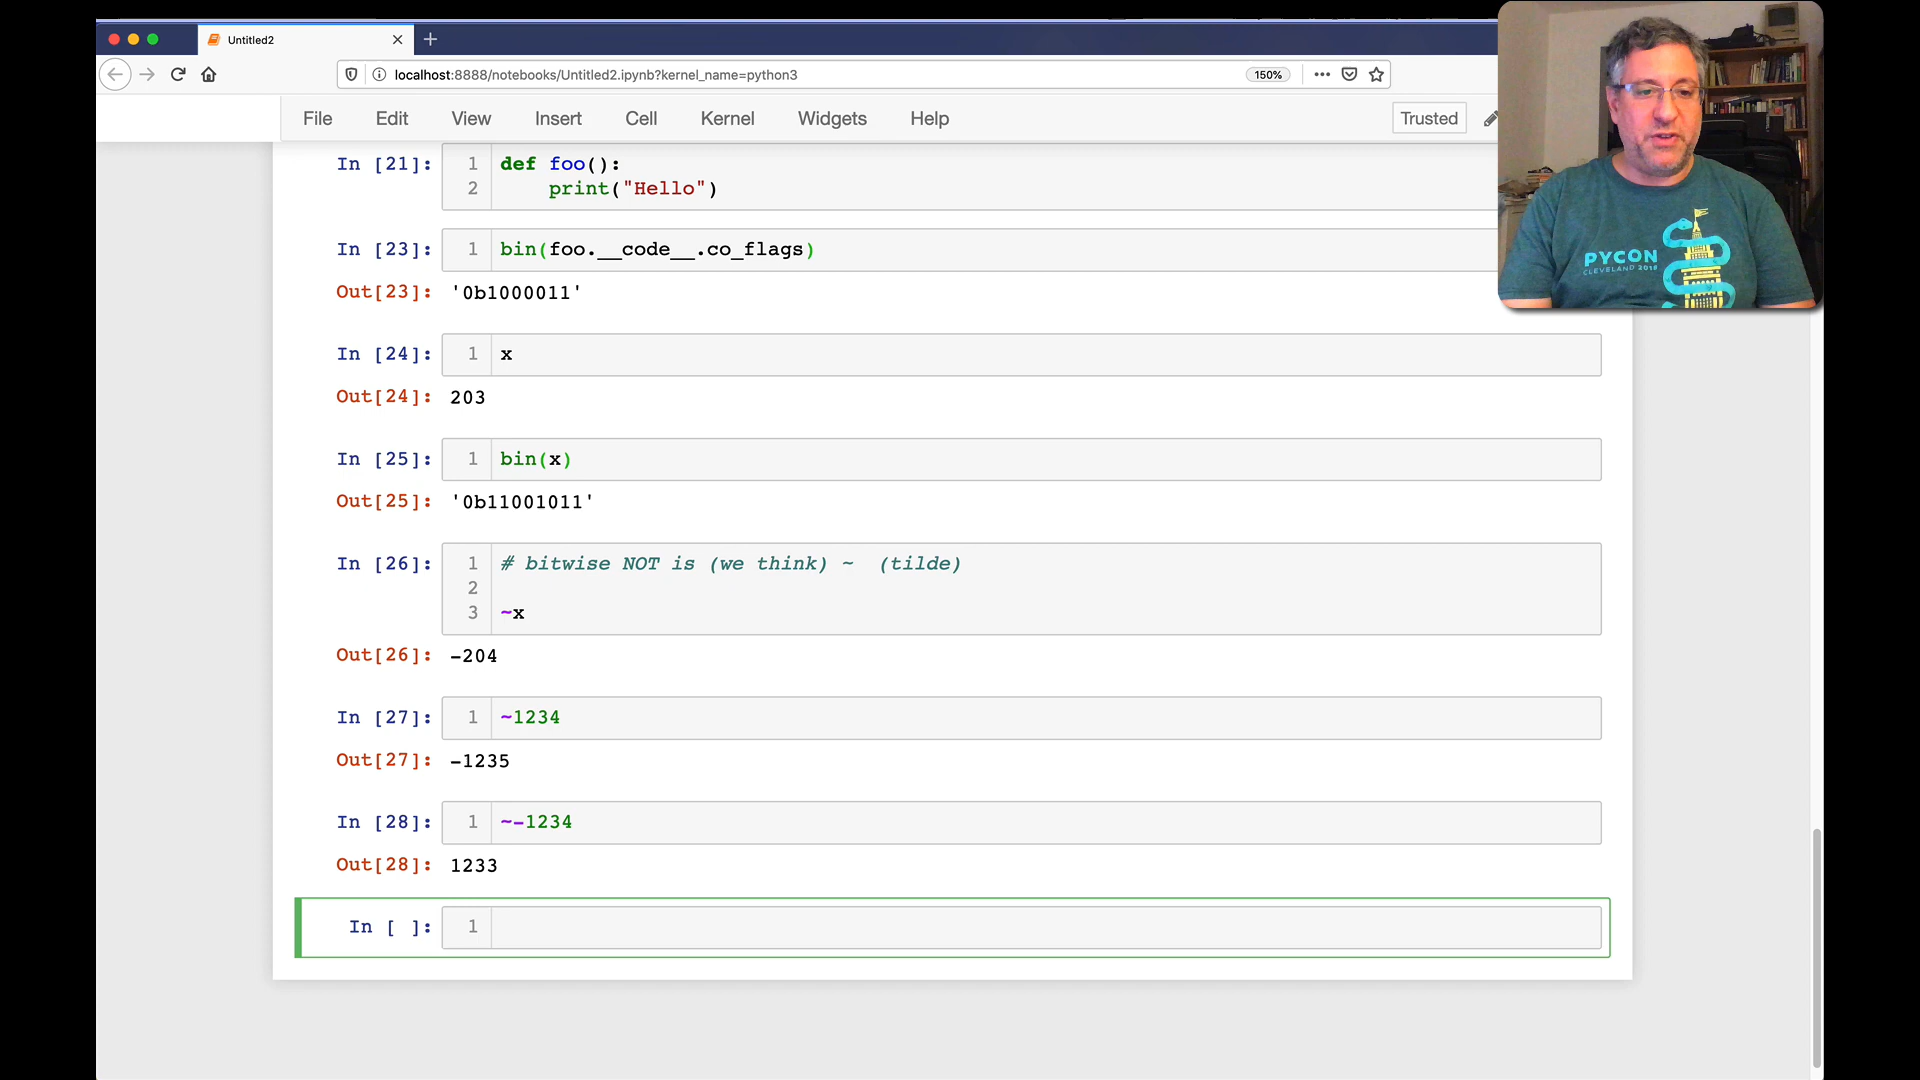 Untitled2
localhost:8888/notebooks/Untitled2.ipynb?kernel_name=python3
150%
File Edit View Insert Cell Kernel Widgets Help
Trusted
In [21]:
1 def foo():
2 print("Hello")
In [23]:
1 bin(foo.__code__.co_flags)
Out[23]: '0b1000011'
In [24]:
1 x
Out[24]: 203
In [25]:
1 bin(x)
Out[25]: '0b11001011'
In [26]:
1 # bitwise NOT is (we think) ~ (tilde)
2
3 ~x
Out[26]: -204
In [27]:
1 ~1234
Out[27]: -1235
In [28]:
1 ~-1234
Out[28]: 1233
In [ ]:
1
PYCON
CLEVELAND 2018